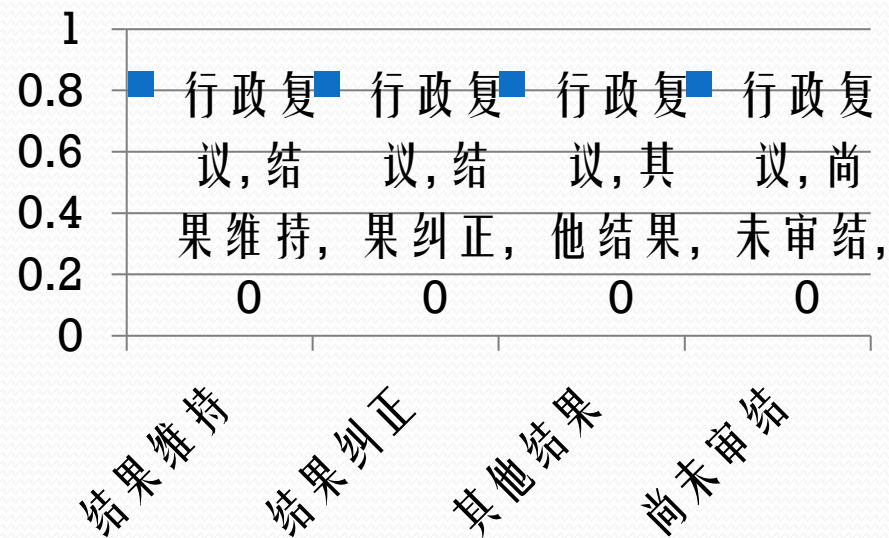 1
0.8
0.6
0.4
0.2
0
行政复议,结果维持,
0
行政复议,结果纠正,
0
行政复议,其他结果,
0
行政复议,尚未审结,
0
结果维持
结果纠正
其他结果
尚未审结